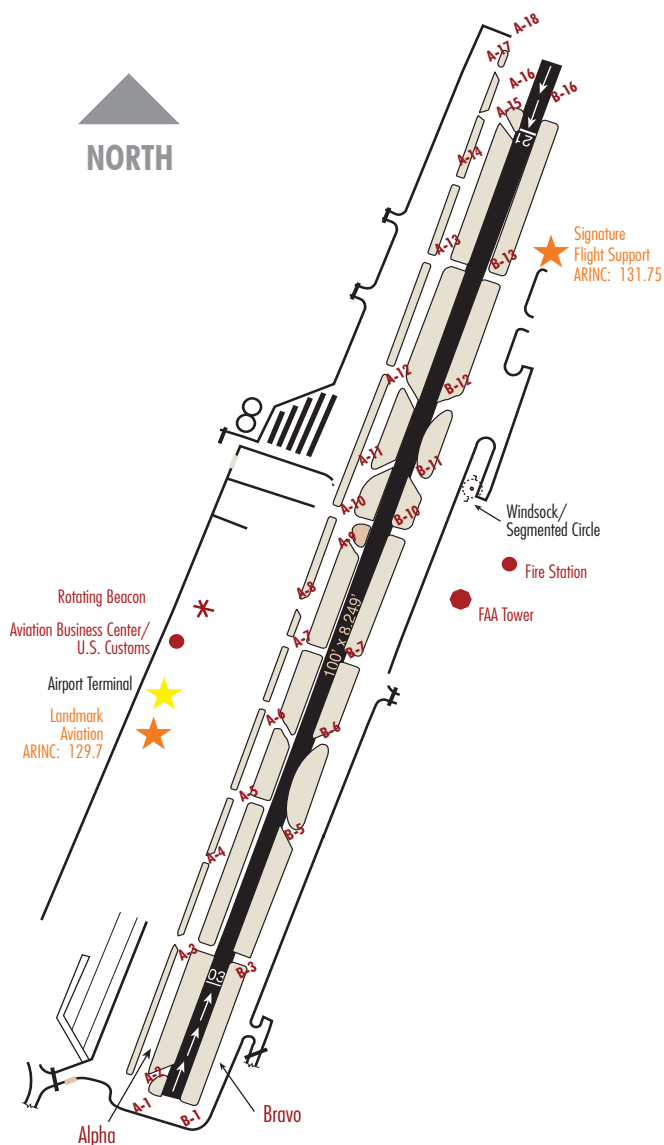 A-18
A-17
A-16
B-16
A-15
21
NORTH
A-14
Signature
Flight Support
ARINC: 131.75
A-13
B-13
A-12
B-12
A-11
B-11
A-10
B-10
Windsock/
Segmented Circle
A-9
Fire Station
A-8
Rotating Beacon
FAA Tower
Aviation Business Center/
U.S. Customs
A-7
B-7
100' x 8.249'
Airport Terminal
Landmark
Aviation
ARINC: 129.7
A-6
B-6
A-5
B-5
A-4
A-3
B-3
03
A-2
A-1
B-1
Bravo
Alpha